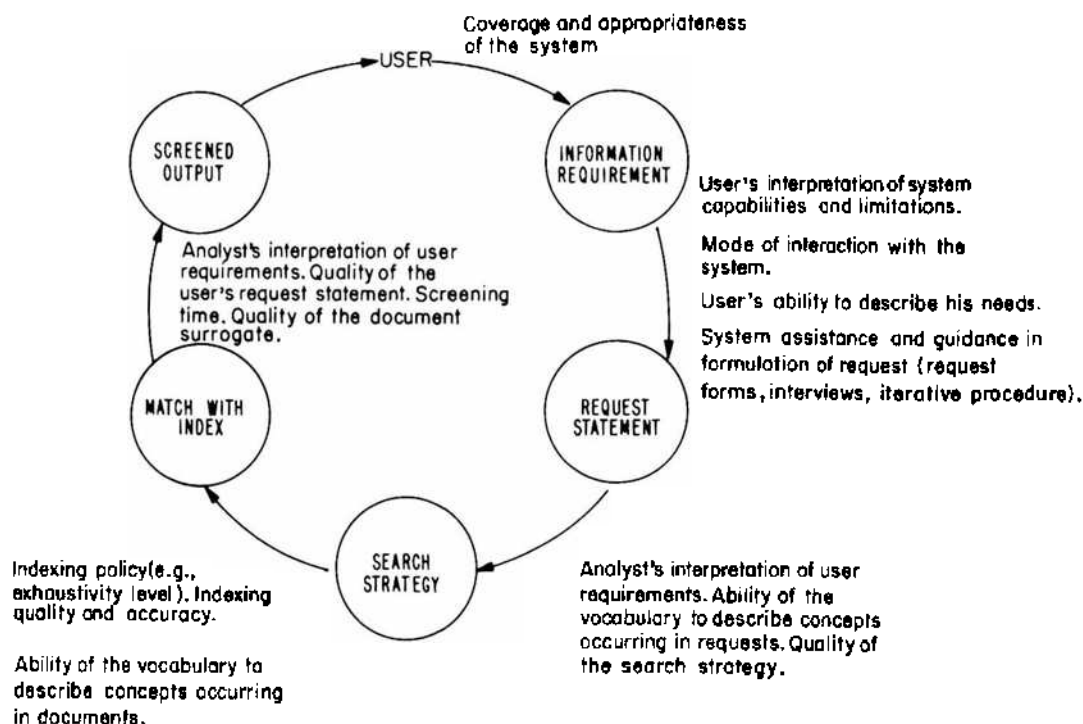 Coverage and appropriateness
of the system
USER
SCREENED
OUTPUT
INFORMATION
REQUIREMENT
User's interpretation of system
capabilities and limitations.
Mode of interaction with the
system.
User's ability to describe his needs.
System assistance and guidance in
formulation of request (request
forms, interviews, iterative procedure).
Analyst's interpretation of user
requirements. Quality of the
user's request statement. Screening
time. Quality of the document
surrogate.
MATCH WITH
INDEX
REQUEST
STATEMENT
SEARCH
STRATEGY
Indexing policy (e.g.,
exhaustivity level). Indexing
quality and accuracy.
Ability of the vocabulary to
describe concepts occurring
in documents.
Analyst's interpretation of user
requirements. Ability of the
vocabulary to describe concepts
occurring in requests. Quality of
the search strategy.